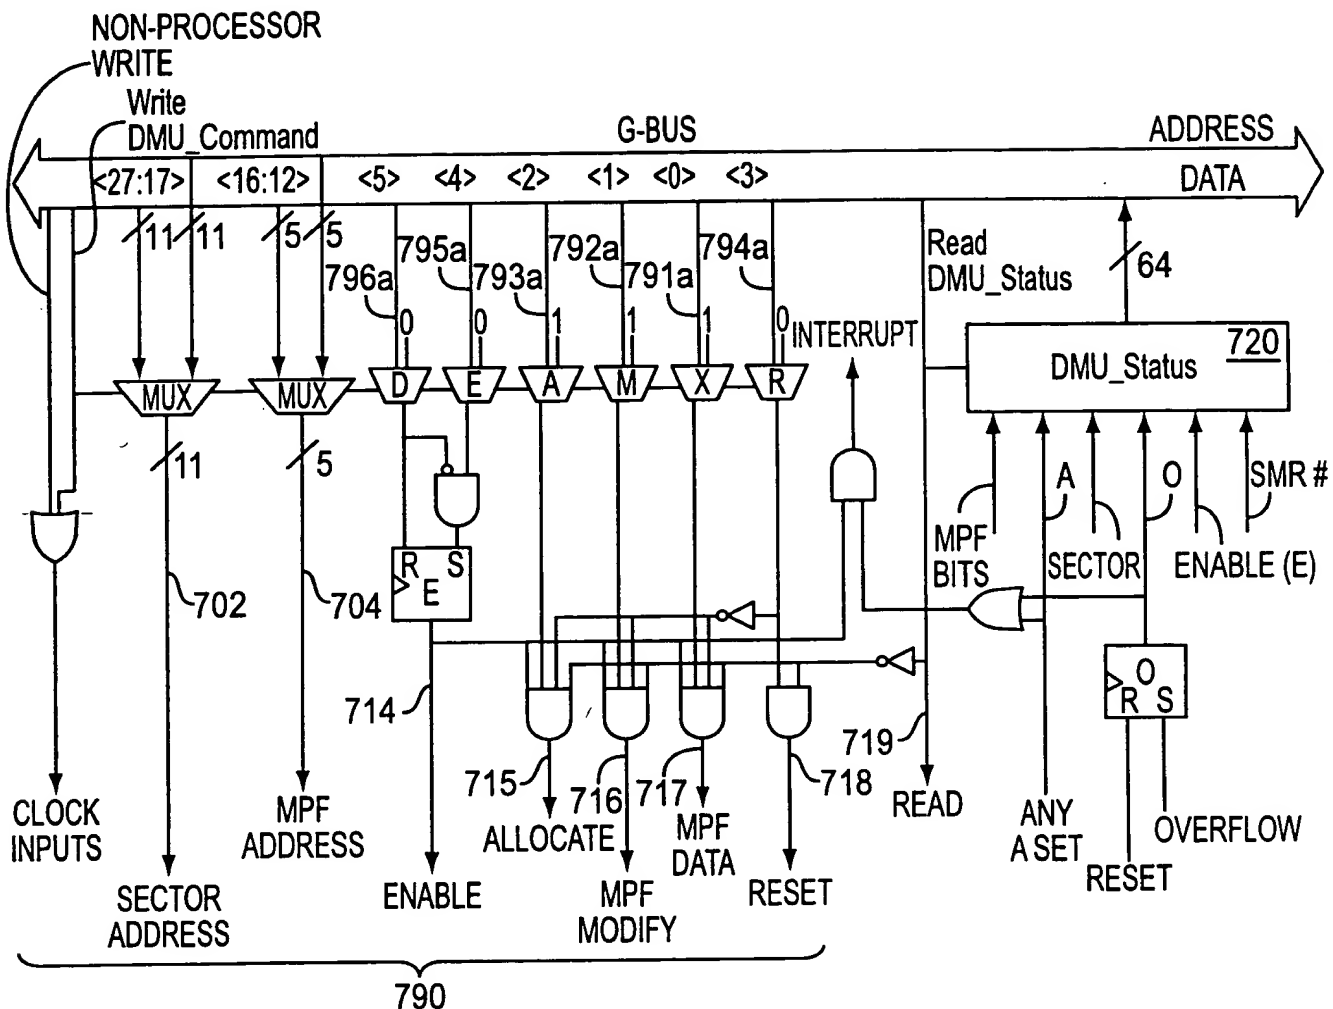 NON-PROCESSOR
WRITE
Write
DMU_Command
G-BUS
ADDRESS
<27:17> <16:12> <5> <4> <2> <1> <0> <3>
DATA
11 11 5 5
796a 795a 793a 792a 791a 794a
Read
DMU_Status
64
0 0 1 1 1 0
INTERRUPT
720
DMU_Status
MUX MUX D E A M X R
11 5
A O SMR #
MPF
BITS
SECTOR
ENABLE (E)
R S
E
702 704
O
R S
714
715 716 717 718 719
CLOCK
INPUTS
MPF
ADDRESS
ALLOCATE
MPF
DATA
READ
ANY
A SET
OVERFLOW
RESET
SECTOR
ADDRESS
ENABLE
MPF
MODIFY
RESET
790